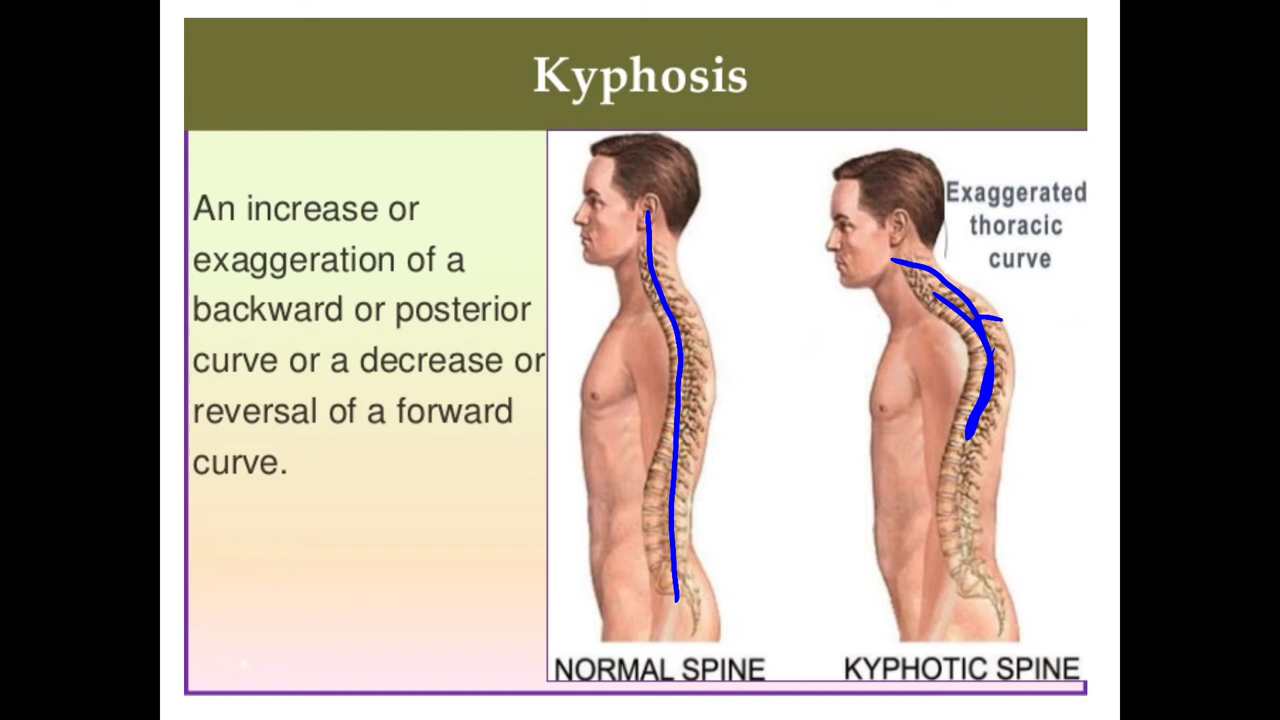 Kyphosis
An increase or
exaggeration of a
backward or posterior
curve or a decrease or
reversal of a forward
curve.
Exaggerated
thoracic
curve
NORMAL SPINE
KYPHOTIC SPINE